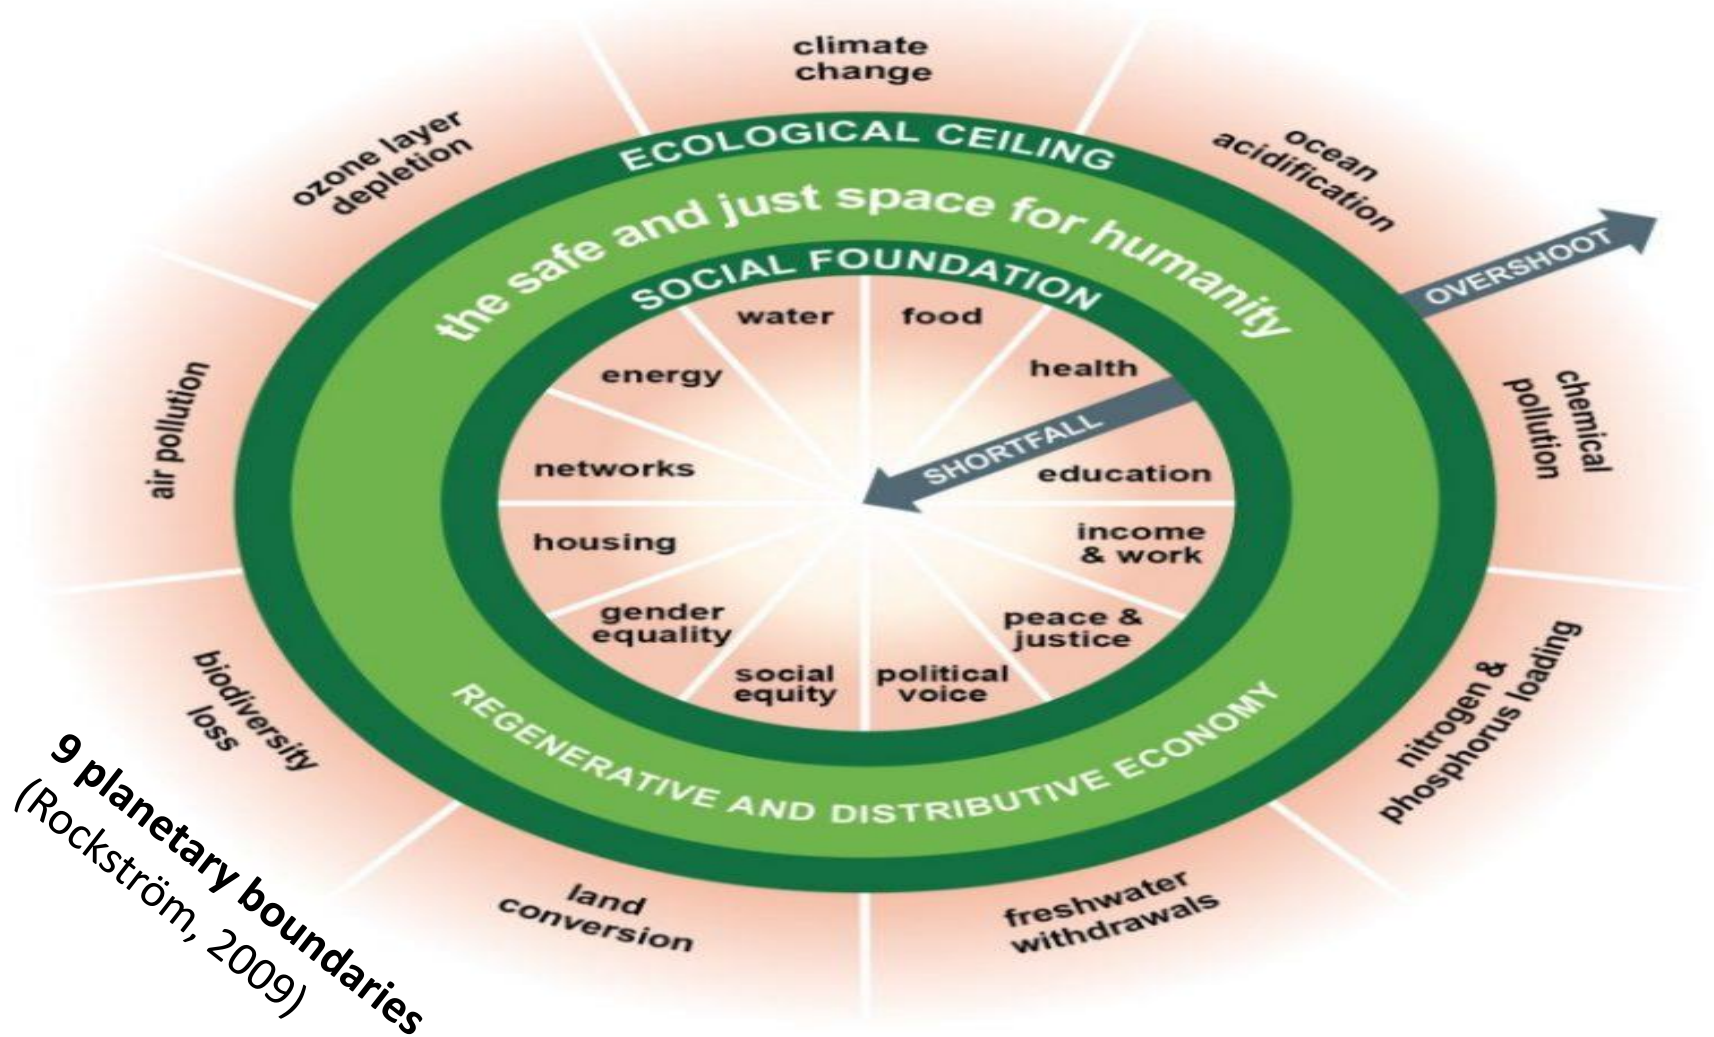 climate
change
ocean
acidification
OVERSHOOT
chemical
pollution
nitrogen &
phosphorus loading
freshwater
withdrawals
land
conversion
biodiversity
loss
air pollution
ozone layer
depletion
ECOLOGICAL CEILING
the safe and just space for humanity
SOCIAL FOUNDATION
water
food
energy
health
SHORTFALL
networks
education
housing
income
& work
gender
equality
peace &
justice
social
equity
political
voice
REGENERATIVE AND DISTRIBUTIVE ECONOMY
9 planetary boundaries
(Rockström, 2009)